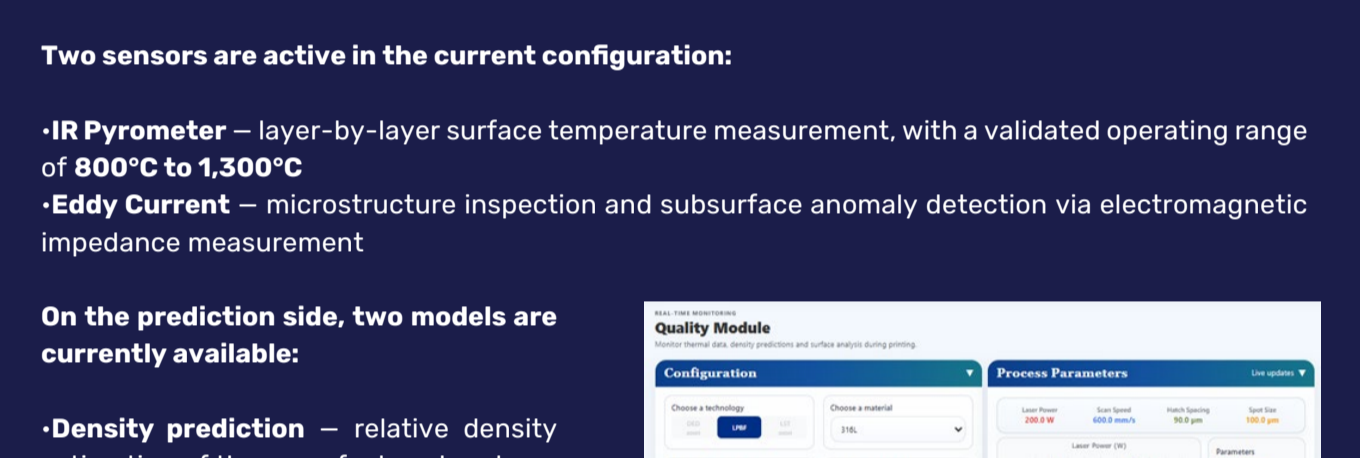 Two sensors are active in the current configuration:
•IR Pyrometer — layer-by-layer surface temperature measurement, with a validated operating range
of 800°C to 1,300°C
•Eddy Current — microstructure inspection and subsurface anomaly detection via electromagnetic
impedance measurement
On the prediction side, two models are
currently available:
•Density prediction — relative density
REAL-TIME MONITORING
Quality Module
Monitor thermal data, density predictions and surface analysis during printing.
Configuration ▼
Process Parameters Live updates ▼
Choose a technology
Choose a material
LPBF
316L
Laser Power Scan Speed Hatch Spacing Spot Size
200.0 W 600.0 mm/s 90.0 µm 100.0 µm
Laser Power (W)
Parameters